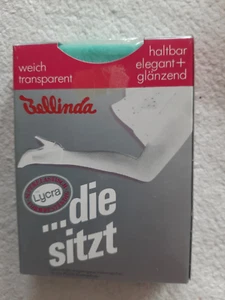 weich
transparent
haltbar
elegant+
glänzend
Bellinda
Lycra
...die
sitzt